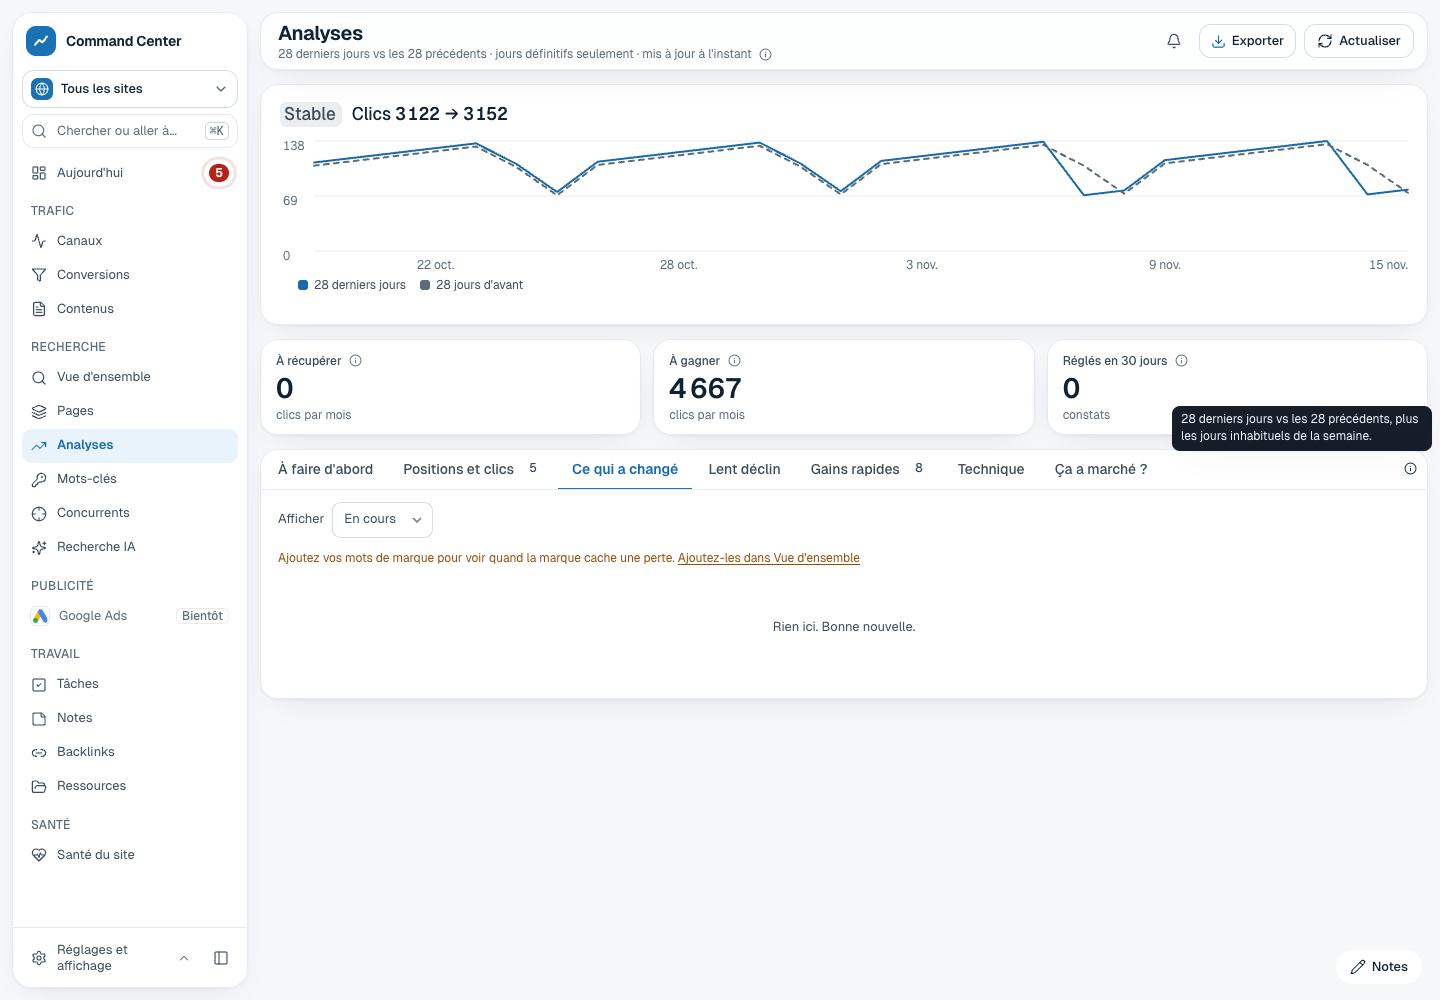 Command Center
Tous les sites
Chercher ou aller à... ⌘K
Aujourd'hui 5
TRAFIC
Canaux
Conversions
Contenus
RECHERCHE
Vue d'ensemble
Pages
Analyses
Mots-clés
Concurrents
Recherche IA
PUBLICITÉ
Google Ads Bientôt
TRAVAIL
Tâches
Notes
Backlinks
Ressources
SANTÉ
Santé du site
Réglages et
affichage
Analyses
28 derniers jours vs les 28 précédents · jours définitifs seulement · mis à jour à l'instant
Exporter
Actualiser
Stable Clics 3 122 → 3 152
138
69
0
22 oct. 28 oct. 3 nov. 9 nov. 15 nov.
28 derniers jours 28 jours d'avant
À récupérer
0
clics par mois
À gagner
4 667
clics par mois
Réglés en 30 jours
0
constats
28 derniers jours vs les 28 précédents, plus
les jours inhabituels de la semaine.
À faire d'abord Positions et clics 5 Ce qui a changé Lent déclin Gains rapides 8 Technique Ça a marché ?
Afficher En cours
Ajoutez vos mots de marque pour voir quand la marque cache une perte. Ajoutez-les dans Vue d'ensemble
Rien ici. Bonne nouvelle.
Notes